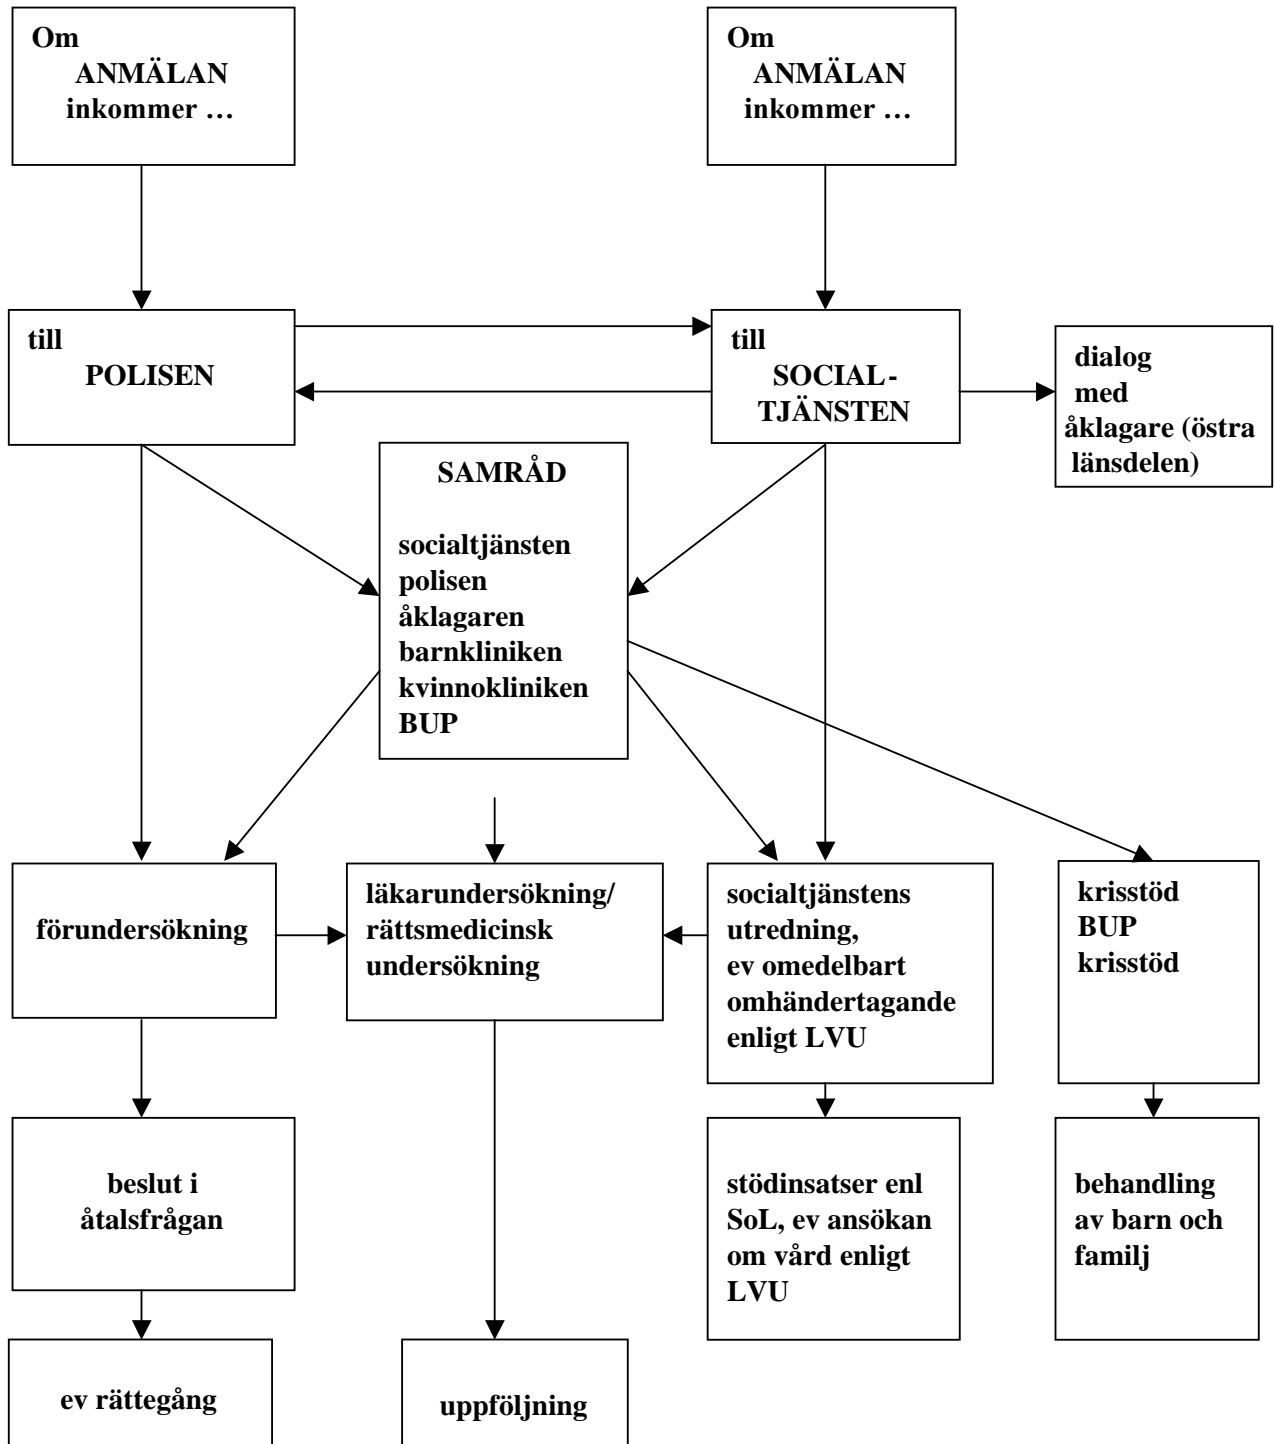 Om
ANMÄLAN
inkommer …
Om
ANMÄLAN
inkommer …
till
POLISEN
till
SOCIAL-
TJÄNSTEN
dialog
med
åklagare (östra
länsdelen)
SAMRÅD
socialtjänsten
polisen
åklagaren
barnkliniken
kvinnokliniken
BUP
förundersökning
läkarundersökning/
rättsmedicinsk
undersökning
socialtjänstens
utredning,
ev omedelbart
omhändertagande
enligt LVU
krisstöd
BUP
krisstöd
beslut i
åtalsfrågan
stödinsatser enl
SoL, ev ansökan
om vård enligt
LVU
behandling
av barn och
familj
ev rättegång
uppföljning